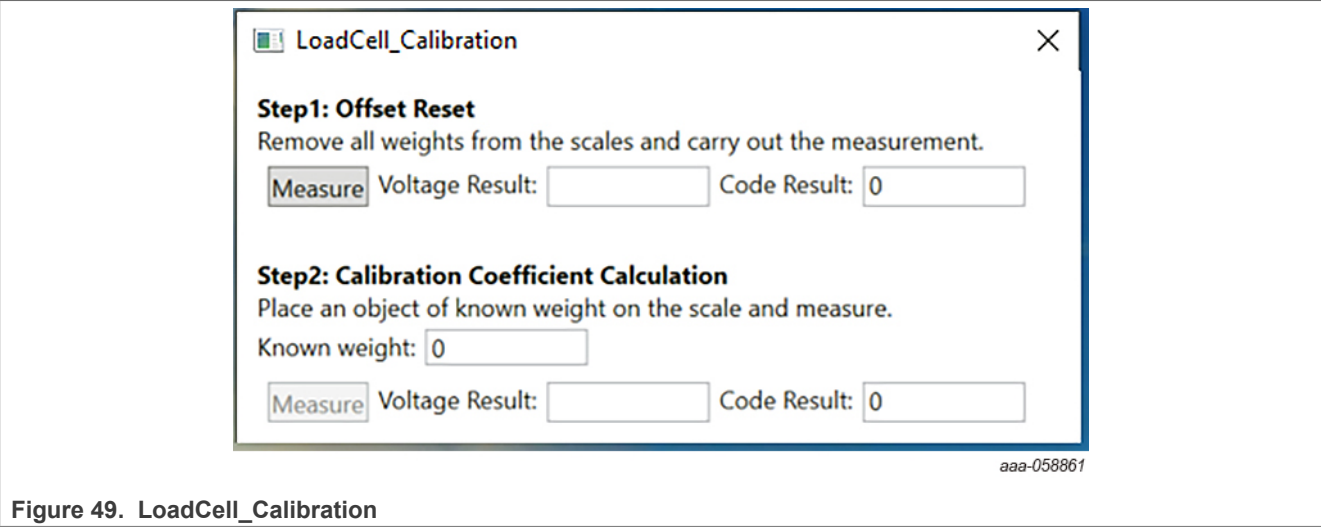 LoadCell_Calibration
Step1: Offset Reset
Remove all weights from the scales and carry out the measurement.
Measure Voltage Result: Code Result: 0
Step2: Calibration Coefficient Calculation
Place an object of known weight on the scale and measure.
Known weight: 0
Measure Voltage Result: Code Result: 0
aaa-058861
Figure 49. LoadCell_Calibration